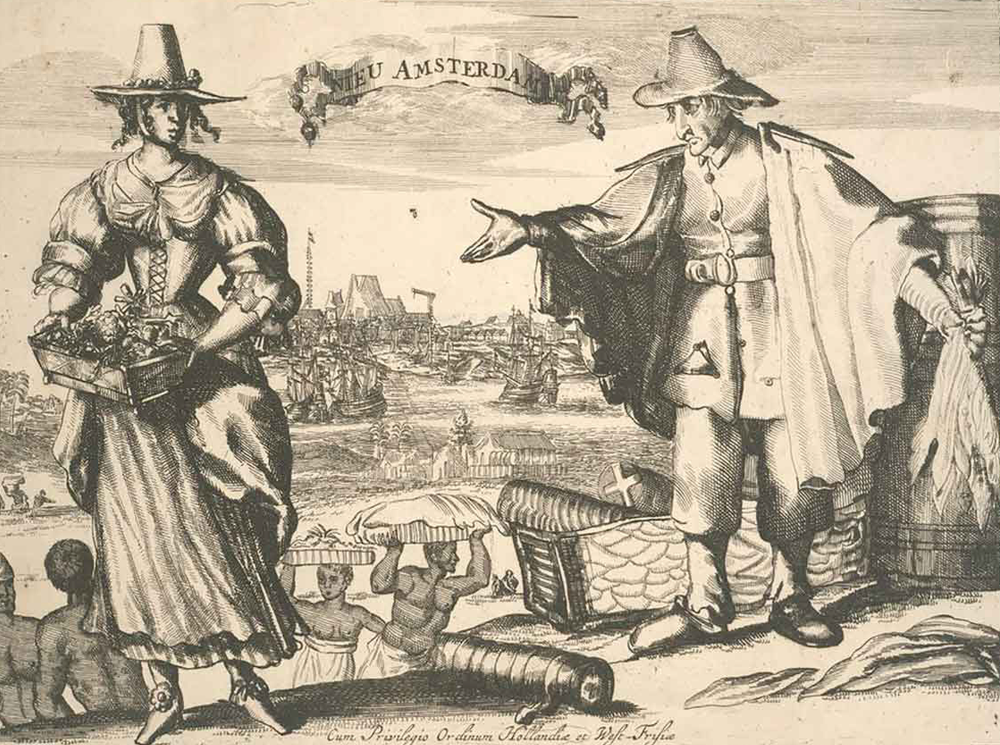 NIEU AMSTERDAM
Cum Privilegio Ordinum Hollandiæ et West-Frisiæ